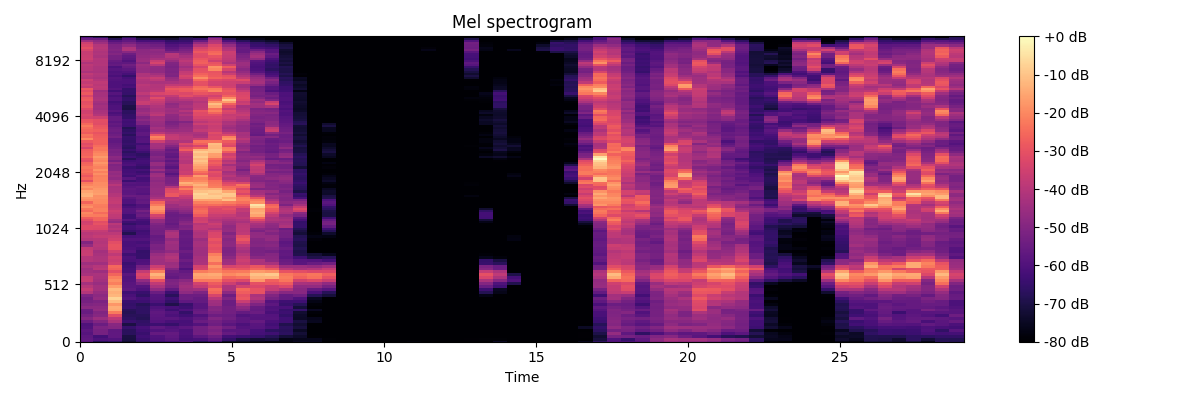 Mel spectrogram
+0 dB
8192
-10 dB
-20 dB
4096
-30 dB
Hz
2048
-40 dB
-50 dB
1024
-60 dB
512
-70 dB
0
-80 dB
0 5 10 15 20 25
Time